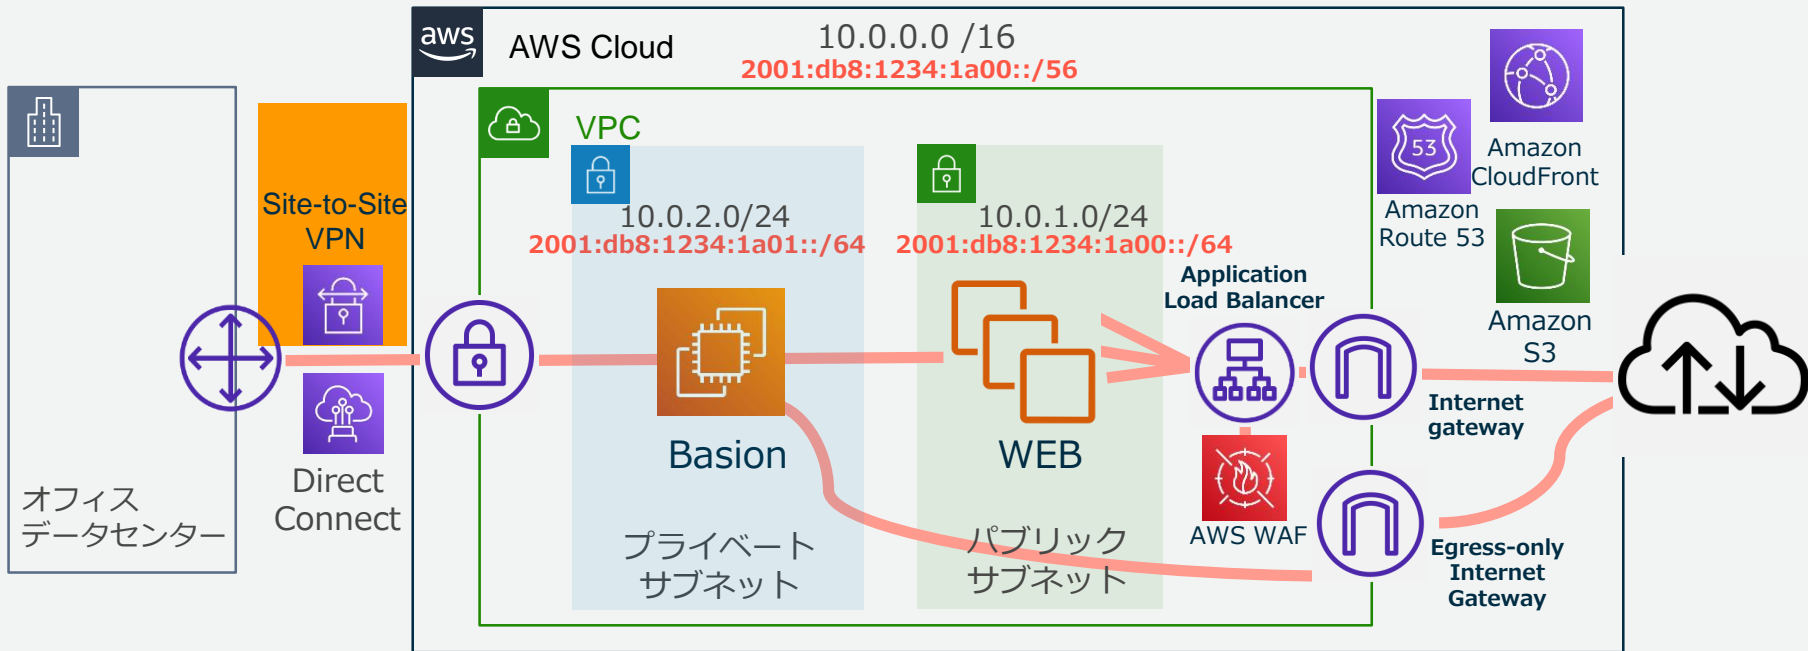 aws
AWS Cloud
10.0.0.0 /16
2001:db8:1234:1a00::/56
VPC
Site-to-Site
VPN
10.0.2.0/24
2001:db8:1234:1a01::/64
10.0.1.0/24
2001:db8:1234:1a00::/64
53
Amazon
CloudFront
Amazon
Route 53
Application
Load Balancer
Amazon
S3
Direct
Connect
Basion
WEB
Internet
gateway
オフィス
データセンター
プライベート
サブネット
パブリック
サブネット
AWS WAF
Egress-only
Internet
Gateway